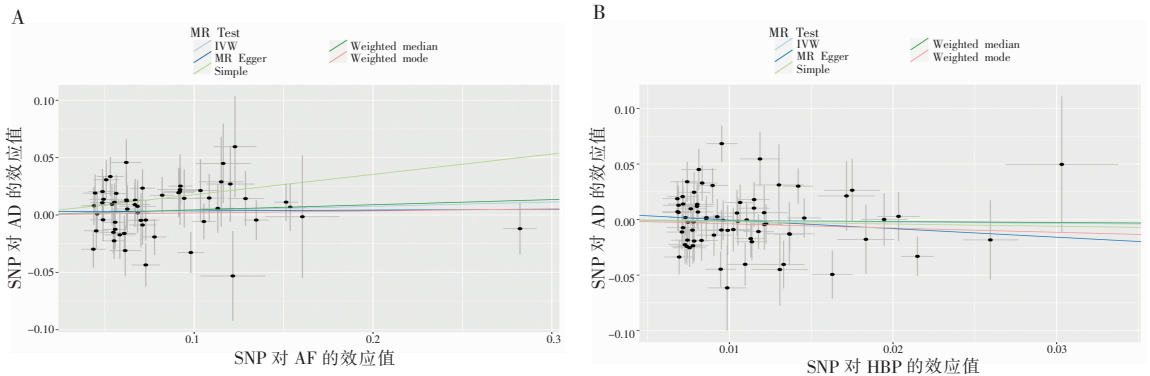 A
MR Test
IVW
MR Egger
Simple
Weighted median
Weighted mode
SNP 对 AD 的效应值
0.10
0.05
0.00
−0.05
−0.10
0.1
0.2
0.3
SNP 对 AF 的效应值
B
MR Test
IVW
MR Egger
Simple
Weighted median
Weighted mode
SNP 对 AD 的效应值
0.10
0.05
0.00
−0.05
−0.10
0.01
0.02
0.03
SNP 对 HBP 的效应值